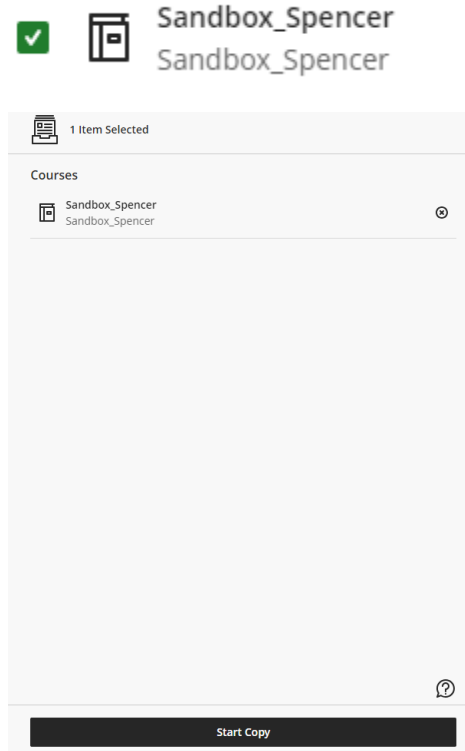 Sandbox_Spencer
Sandbox_Spencer
1 Item Selected
Courses
Sandbox_Spencer
Sandbox_Spencer
Start Copy